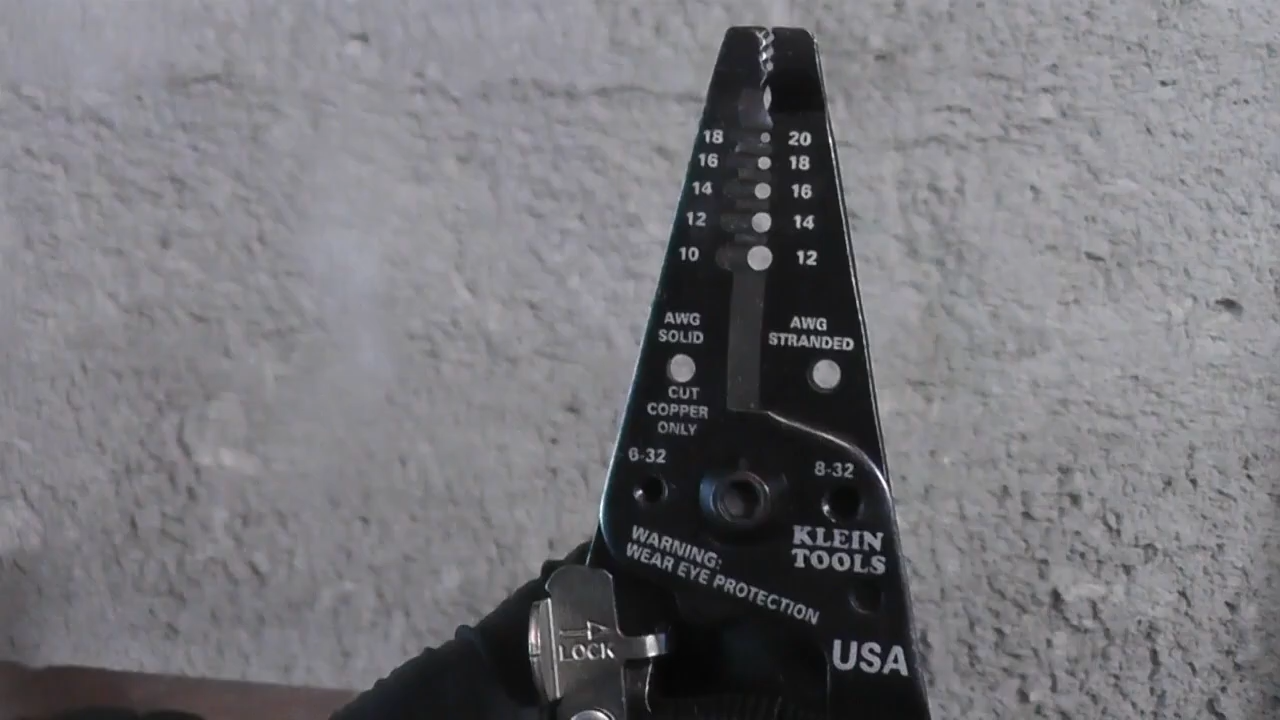 18 20
16 18
14 16
12 14
10 12
AWG
SOLID
AWG
STRANDED
CUT
COPPER
ONLY
6-32
8-32
WARNING:
WEAR EYE PROTECTION
KLEIN
TOOLS
LOCK
USA